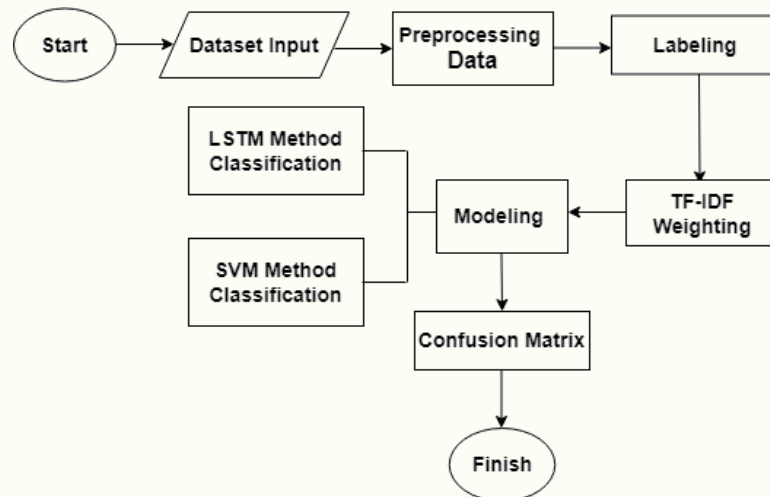 Start
Dataset Input
Preprocessing
Data
Labeling
TF-IDF
Weighting
Modeling
LSTM Method
Classification
SVM Method
Classification
Confusion Matrix
Finish